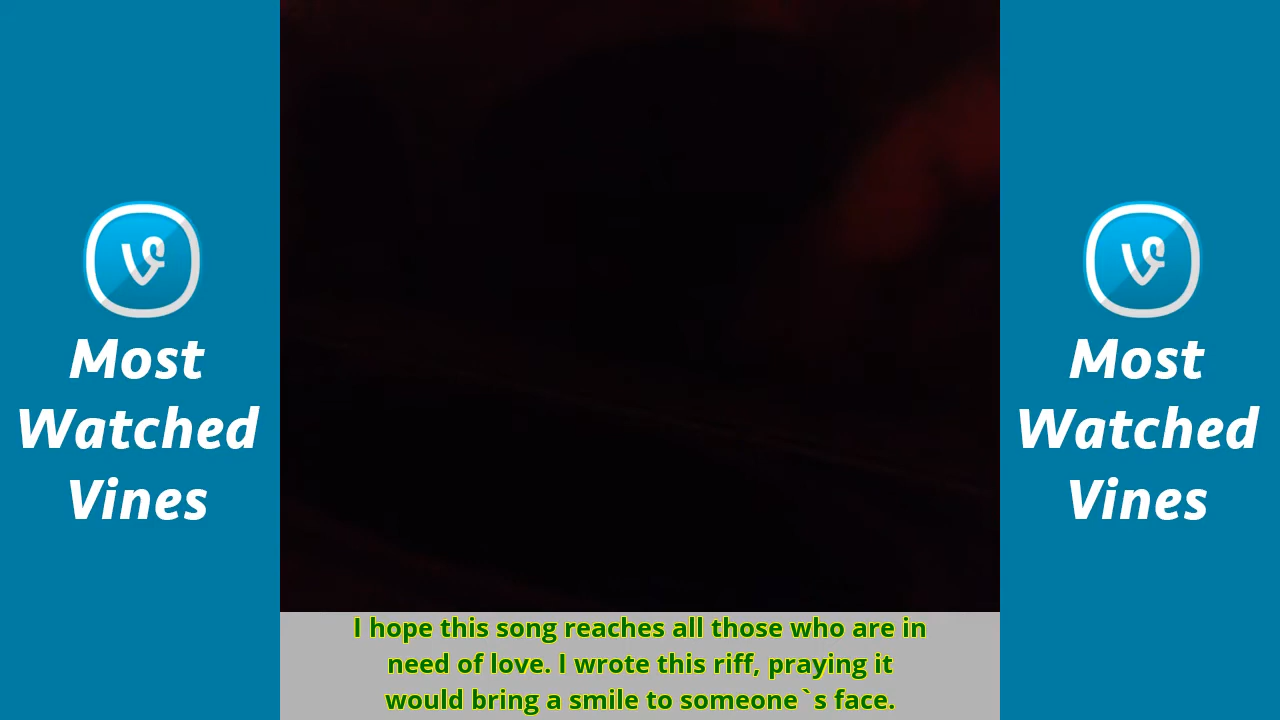 Most
Watched
Vines
I hope this song reaches all those who are in
need of love. I wrote this riff, praying it
would bring a smile to someone`s face.
Most
Watched
Vines